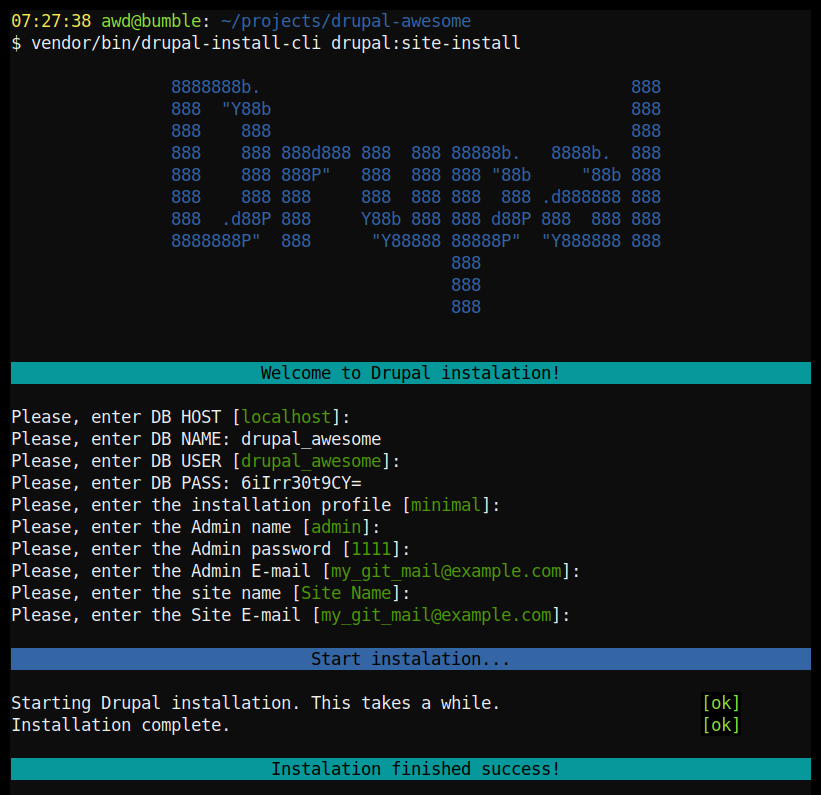 07:27:38 awd@bumble: ~/projects/drupal-awesome
$ vendor/bin/drupal-install-cli drupal:site-install
                8888888b.                                     888
                888  "Y88b                                    888
                888    888                                    888
                888    888 888d888 888  888 88888b.   8888b.  888
                888    888 888P"   888  888 888 "88b     "88b 888
                888    888 888     888  888 888  888 .d888888 888
                888  .d88P 888     Y88b 888 888 d88P 888  888 888
                8888888P"  888      "Y88888 88888P"  "Y888888 888
                                            888
                                            888
                                            888
Welcome to Drupal instalation!
Please, enter DB HOST [localhost]:
Please, enter DB NAME: drupal_awesome
Please, enter DB USER [drupal_awesome]:
Please, enter DB PASS: 6iIrr30t9CY=
Please, enter the installation profile [minimal]:
Please, enter the Admin name [admin]:
Please, enter the Admin password [1111]:
Please, enter the Admin E-mail [my_git_mail@example.com]:
Please, enter the site name [Site Name]:
Please, enter the Site E-mail [my_git_mail@example.com]:
Start instalation...
Starting Drupal installation. This takes a while. [ok]
Installation complete. [ok]
Instalation finished success!